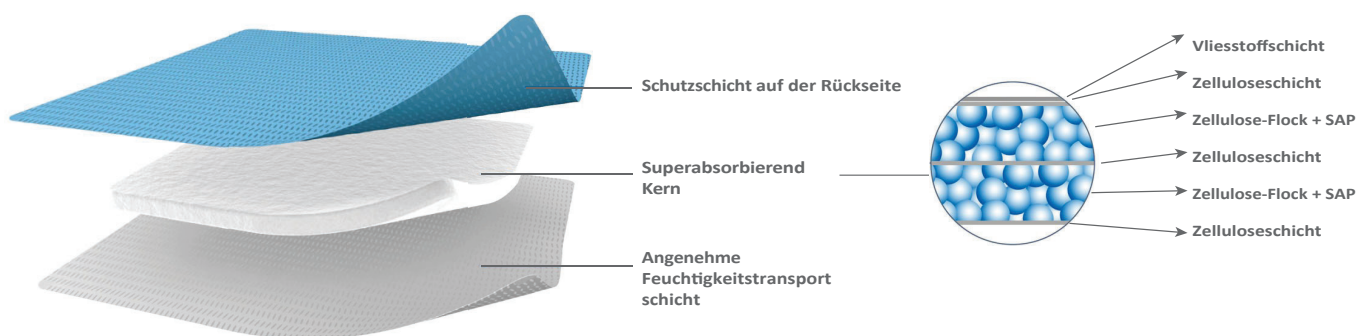 Schutzschicht auf der Rückseite
Superabsorbierend
Kern
Angenehme
Feuchtigkeitstransport
schicht
Vliesstoffschicht
Zelluloseschicht
Zellulose-Flock + SAP
Zelluloseschicht
Zellulose-Flock + SAP
Zelluloseschicht